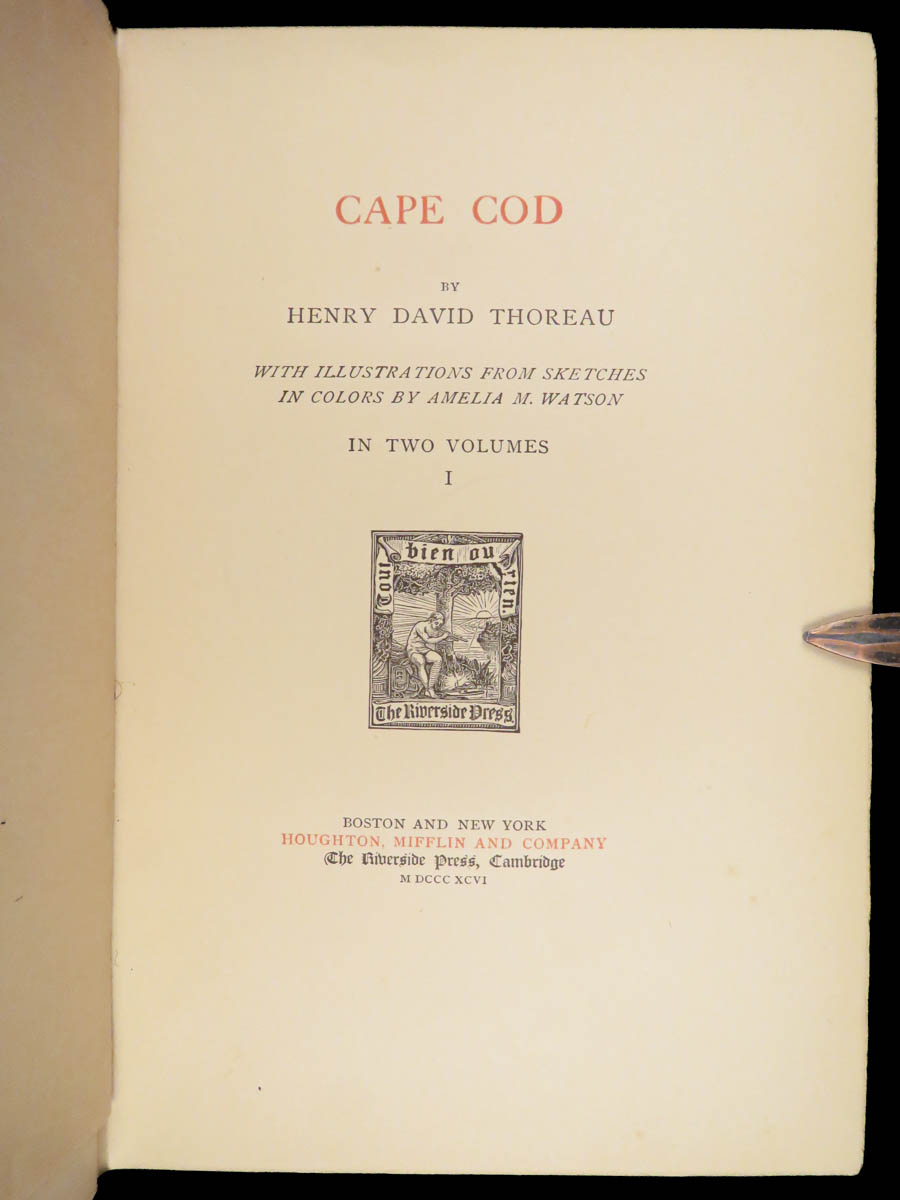 CAPE COD
BY
HENRY DAVID THOREAU
WITH ILLUSTRATIONS FROM SKETCHES
IN COLORS BY AMELIA M. WATSON
IN TWO VOLUMES
I
Tout bien ou rien.
The Riverside Press
BOSTON AND NEW YORK
HOUGHTON, MIFFLIN AND COMPANY
The Riverside Press, Cambridge
M DCCC XCVI